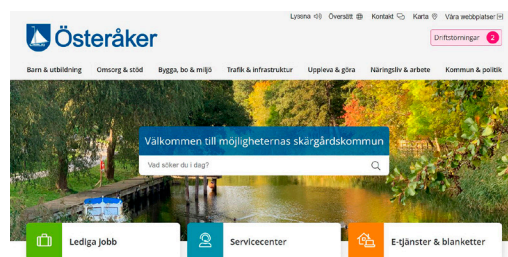 Lyssna Översätt Kontakt Karta Våra webbplatser
Österåker
Driftstörningar 2
Barn & utbildning Omsorg & stöd Bygga, bo & miljö Trafik & infrastruktur Uppleva & göra Näringsliv & arbete Kommun & politik
Välkommen till möjligheternas skärgårdskommun
Vad söker du i dag?
Lediga jobb Servicecenter E-tjänster & blanketter